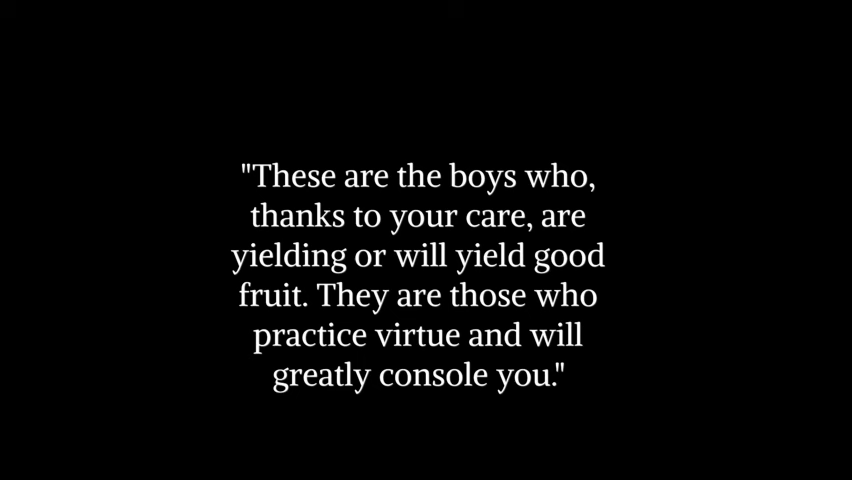 "These are the boys who,
thanks to your care, are
yielding or will yield good
fruit. They are those who
practice virtue and will
greatly console you."